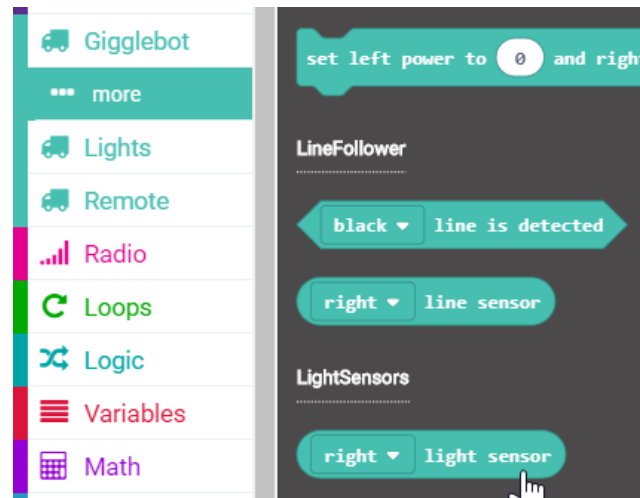 Gigglebot
more
Lights
Remote
Radio
Loops
Logic
Variables
Math
set left power to 0 and right
LineFollower
black line is detected
right line sensor
LightSensors
right light sensor